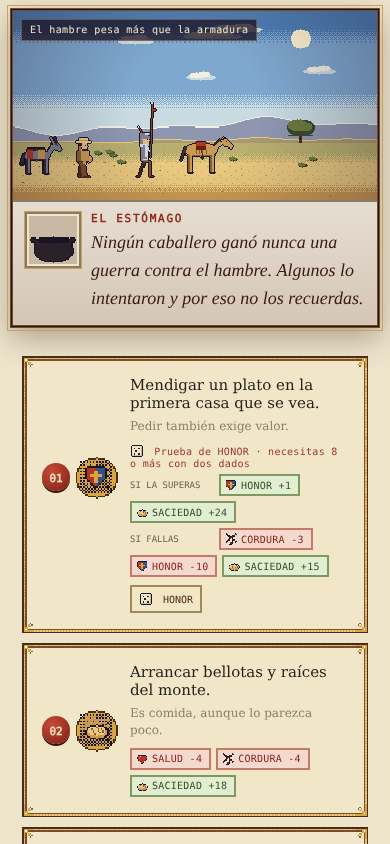 El hambre pesa más que la armadura
EL ESTÓMAGO
Ningún caballero ganó nunca una
guerra contra el hambre. Algunos lo
intentaron y por eso no los recuerdas.
Mendigar un plato en la
primera casa que se vea.
Pedir también exige valor.
Prueba de HONOR · necesitas 8
o más con dos dados
01
SI LA SUPERAS HONOR +1
SACIEDAD +24
SI FALLAS CORDURA -3
HONOR -10 SACIEDAD +15
HONOR
Arrancar bellotas y raíces
del monte.
Es comida, aunque lo parezca
poco.
02
SALUD -4 CORDURA -4
SACIEDAD +18